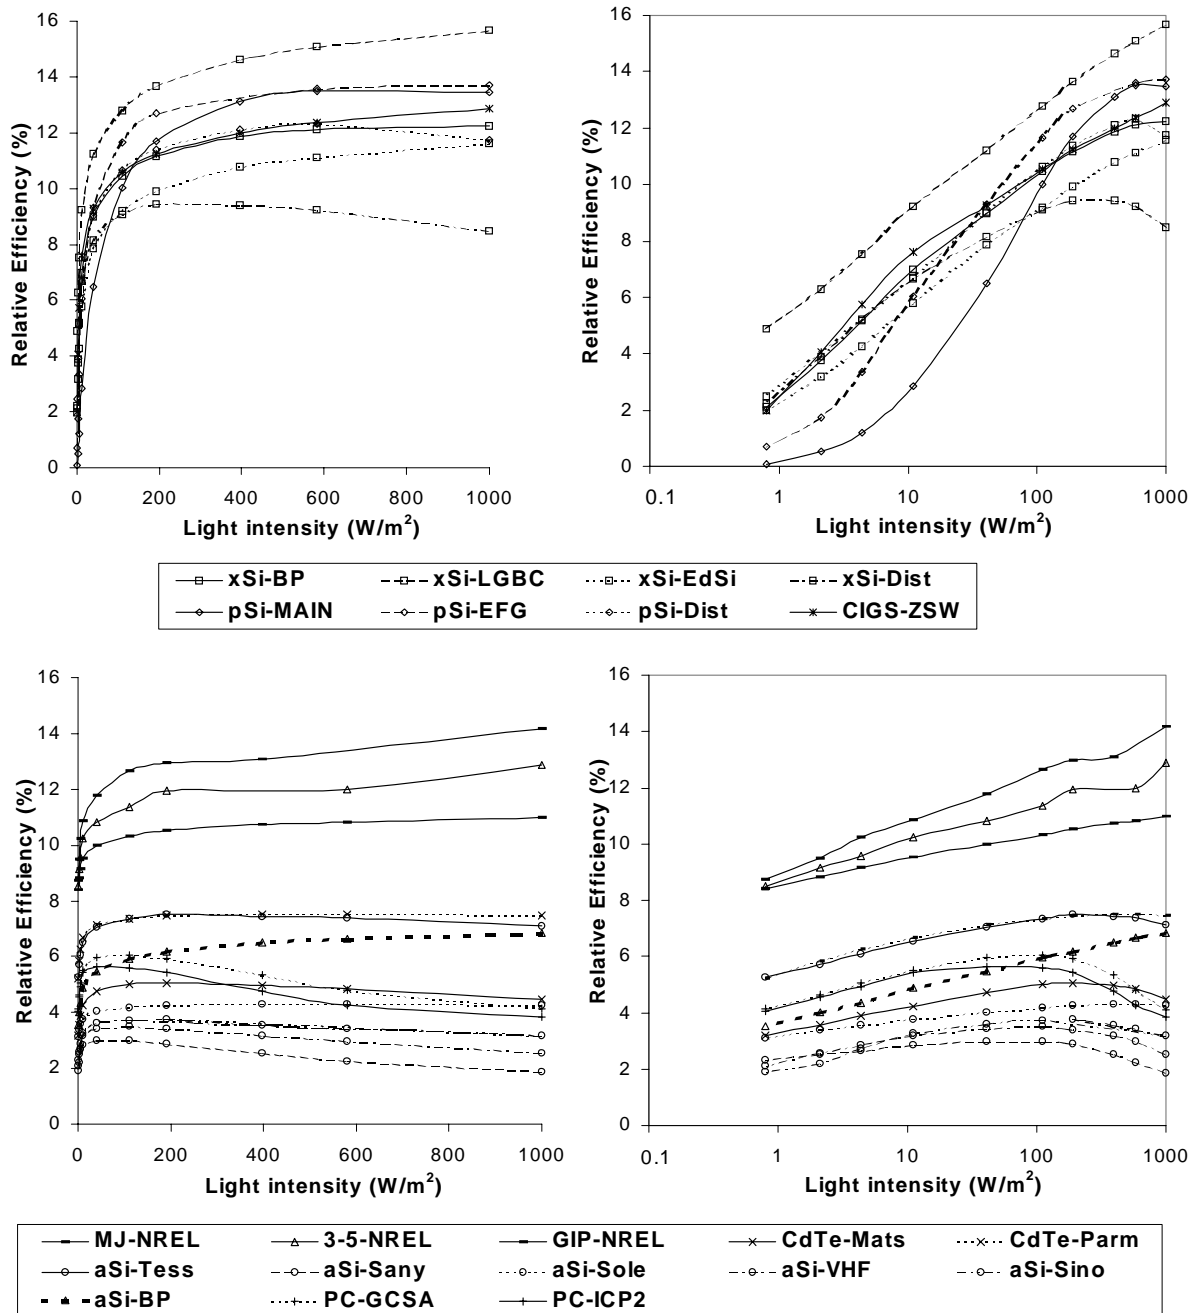 16
14
12
10
8
6
4
2
0
Relative Efficiency (%)
0 200 400 600 800 1000
Light intensity (W/m²)
16
14
12
10
8
6
4
2
0
Relative Efficiency (%)
0.1 1 10 100 1000
Light intensity (W/m²)
xSi-BP xSi-LGBC xSi-EdSi xSi-Dist
pSi-MAIN pSi-EFG pSi-Dist CIGS-ZSW
16
14
12
10
8
6
4
2
0
Relative Efficiency (%)
0 200 400 600 800 1000
Light intensity (W/m²)
16
14
12
10
8
6
4
2
0
Relative Efficiency (%)
0.1 1 10 100 1000
Light intensity (W/m²)
MJ-NREL 3-5-NREL GIP-NREL CdTe-Mats CdTe-Parm
aSi-Tess aSi-Sany aSi-Sole aSi-VHF aSi-Sino
aSi-BP PC-GCSA PC-ICP2